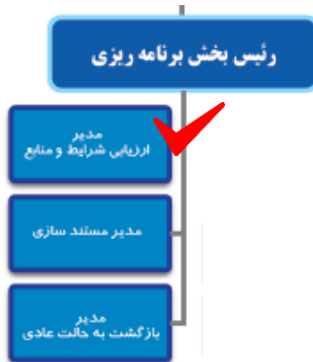 رئیس بخش برنامه ریزی
مدیر
ارزیابی شرایط و منابع
مدیر مستند سازی
مدیر
بازگشت به حالت عادی